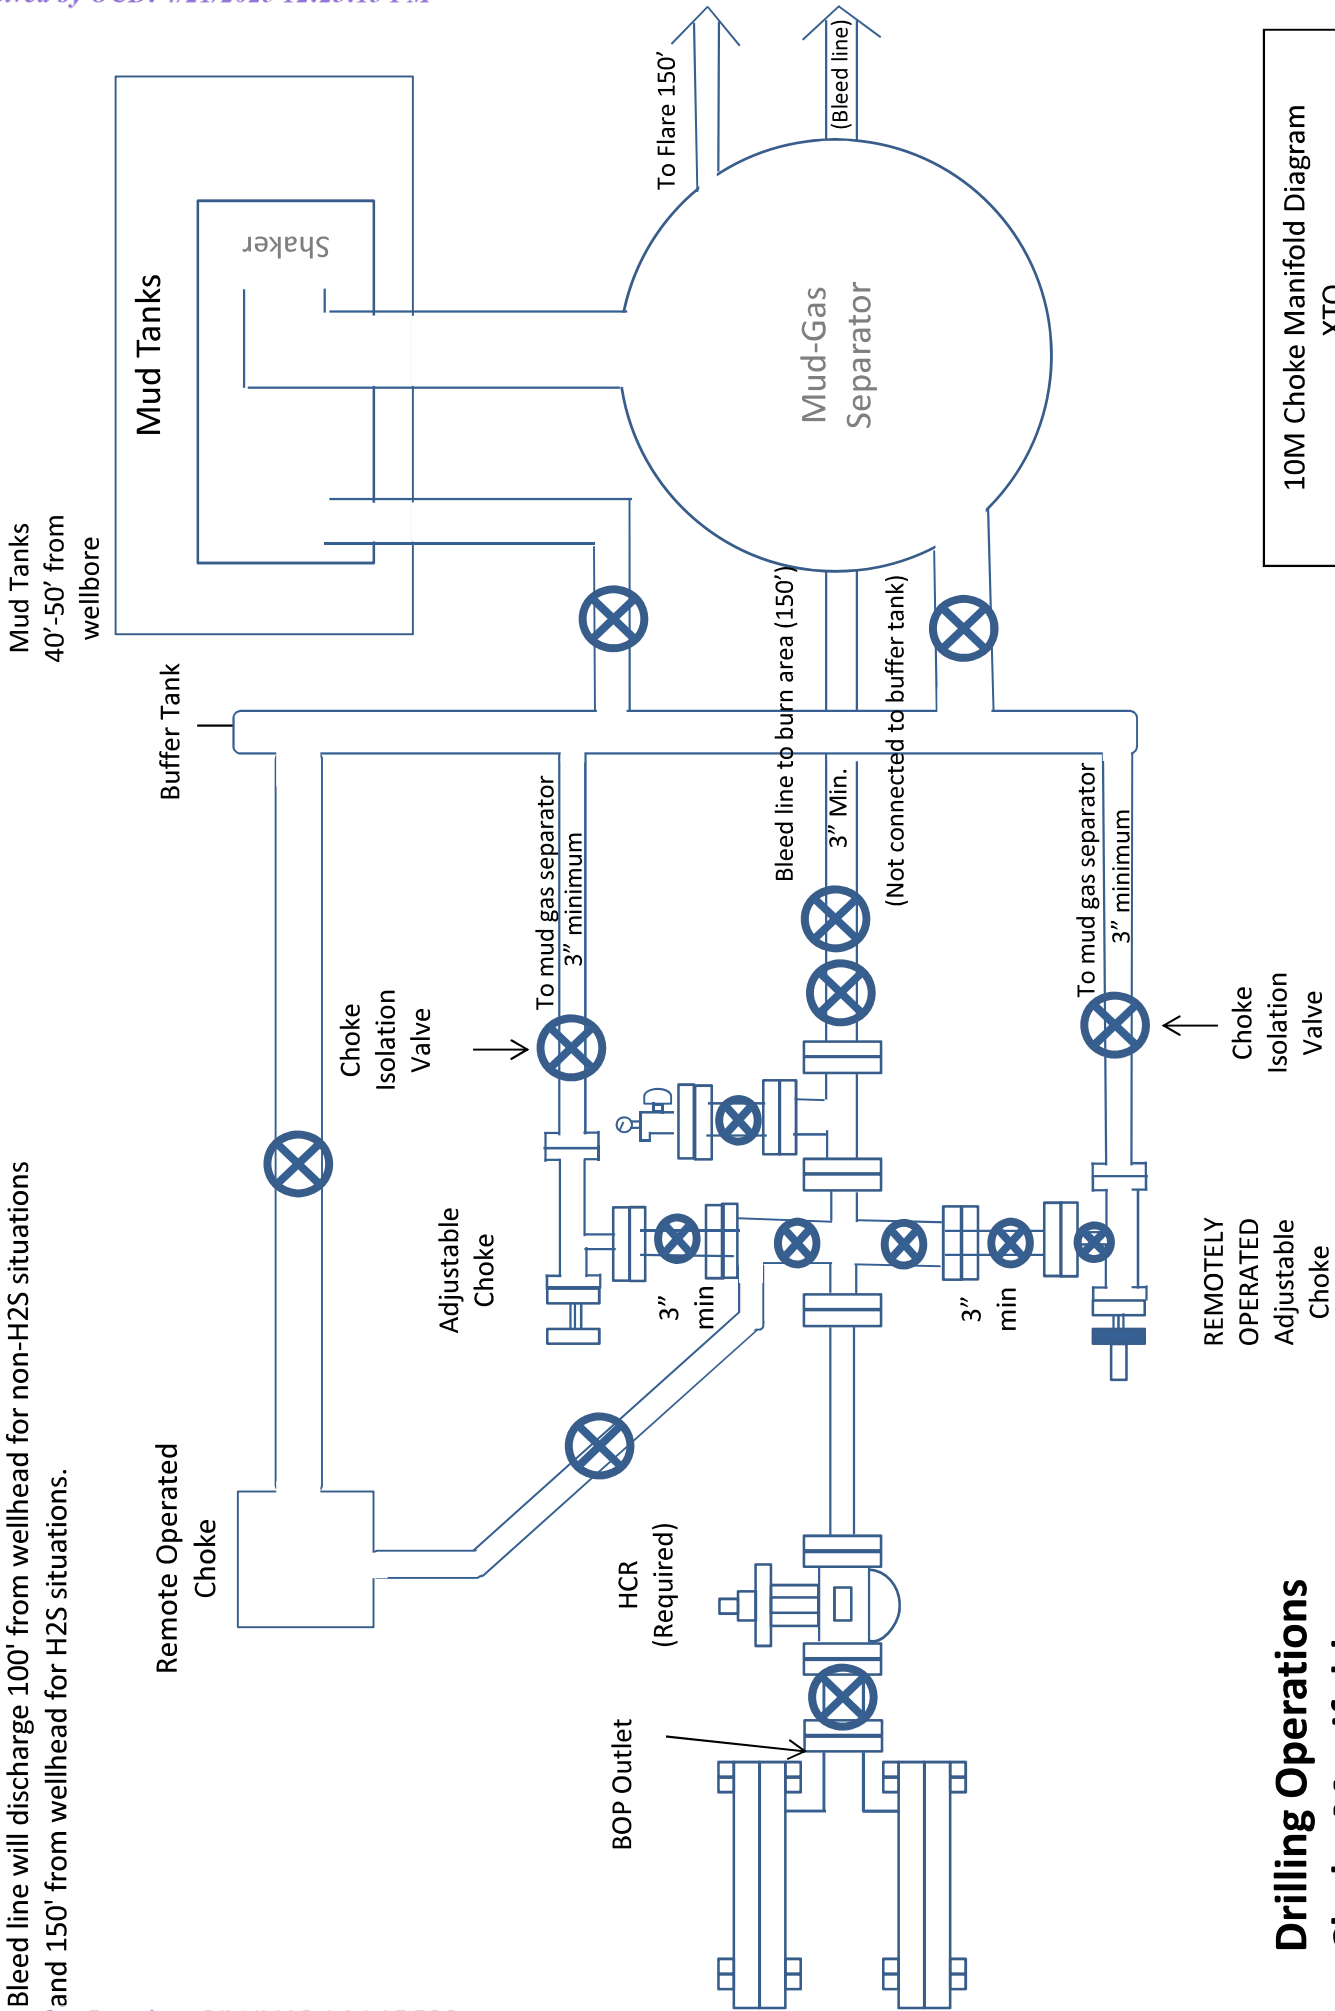 Bleed line will discharge 100' from wellhead for non-H2S situations
and 150' from wellhead for H2S situations.
Mud Tanks
40’-50’ from
wellbore
Mud Tanks
Shaker
Buffer Tank
Remote Operated
Choke
Choke
Isolation
Valve
Adjustable
Choke
To mud gas separator
3” minimum
To Flare 150’
(Bleed line)
Mud-Gas
Separator
Bleed line to burn area (150’)
3” Min.
(Not connected to buffer tank)
3”
min
3”
min
HCR
(Required)
BOP Outlet
To mud gas separator
3” minimum
Choke
Isolation
Valve
REMOTELY
OPERATED
Adjustable
Choke
10M Choke Manifold Diagram
XTO
Drilling Operations